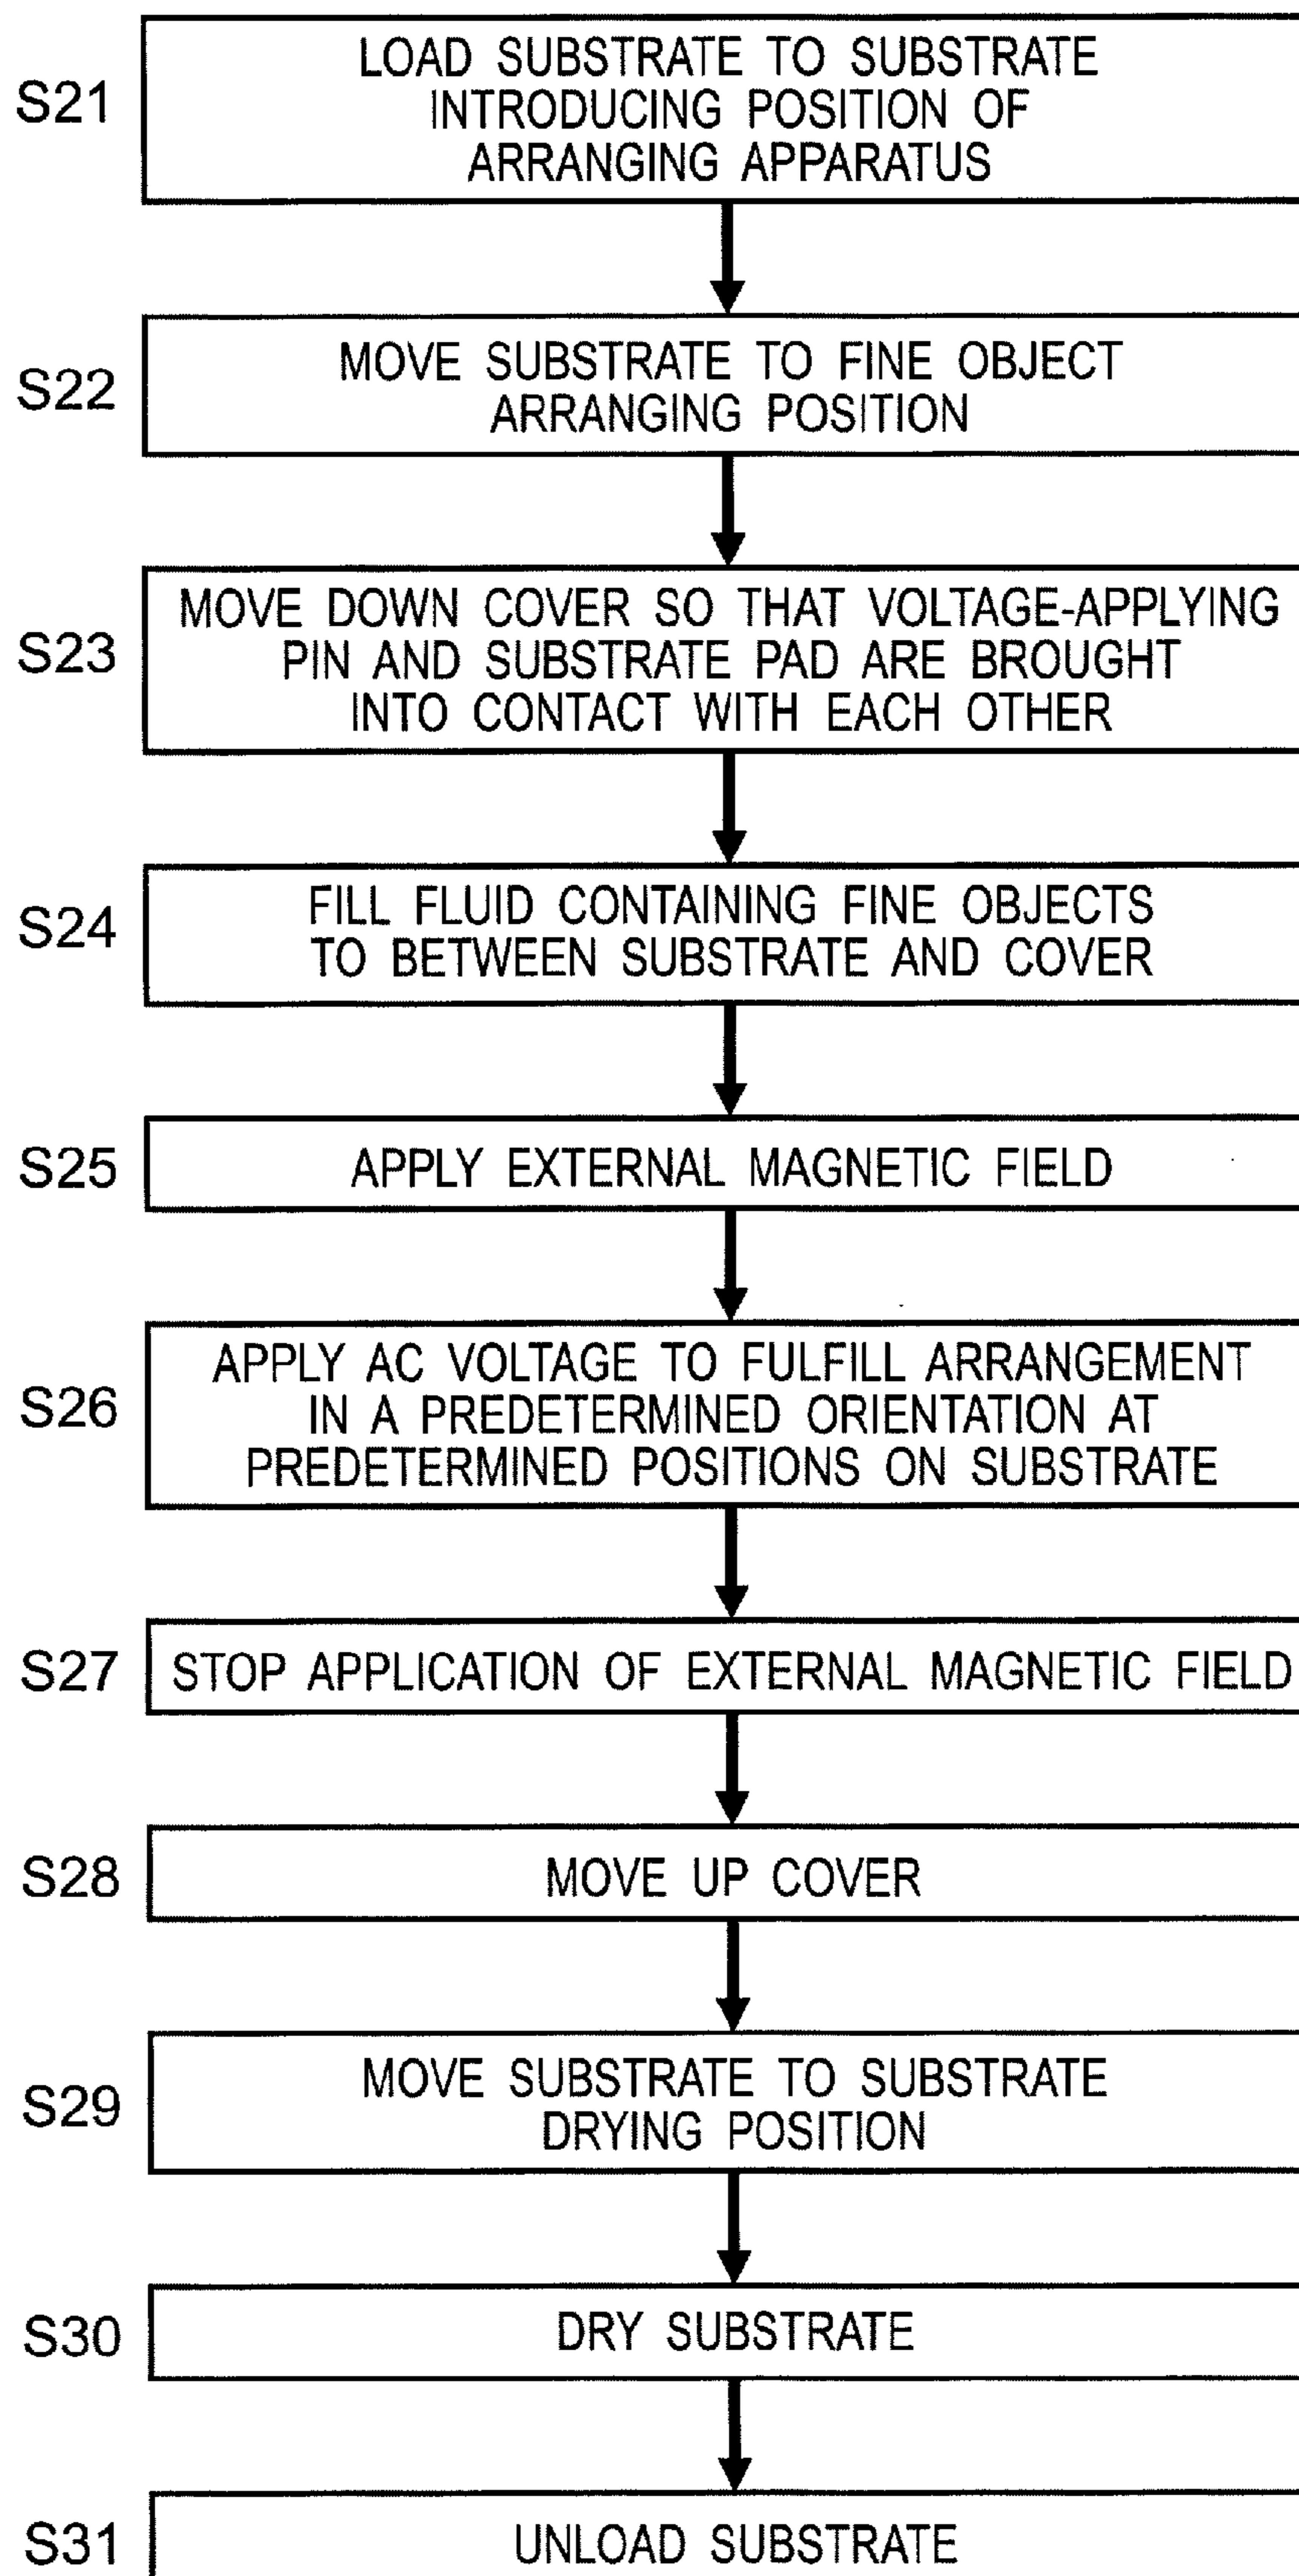 S21
LOAD SUBSTRATE TO SUBSTRATE
INTRODUCING POSITION OF
ARRANGING APPARATUS
S22
MOVE SUBSTRATE TO FINE OBJECT
ARRANGING POSITION
S23
MOVE DOWN COVER SO THAT VOLTAGE-APPLYING
PIN AND SUBSTRATE PAD ARE BROUGHT
INTO CONTACT WITH EACH OTHER
S24
FILL FLUID CONTAINING FINE OBJECTS
TO BETWEEN SUBSTRATE AND COVER
S25
APPLY EXTERNAL MAGNETIC FIELD
S26
APPLY AC VOLTAGE TO FULFILL ARRANGEMENT
IN A PREDETERMINED ORIENTATION AT
PREDETERMINED POSITIONS ON SUBSTRATE
S27
STOP APPLICATION OF EXTERNAL MAGNETIC FIELD
S28
MOVE UP COVER
S29
MOVE SUBSTRATE TO SUBSTRATE
DRYING POSITION
S30
DRY SUBSTRATE
S31
UNLOAD SUBSTRATE